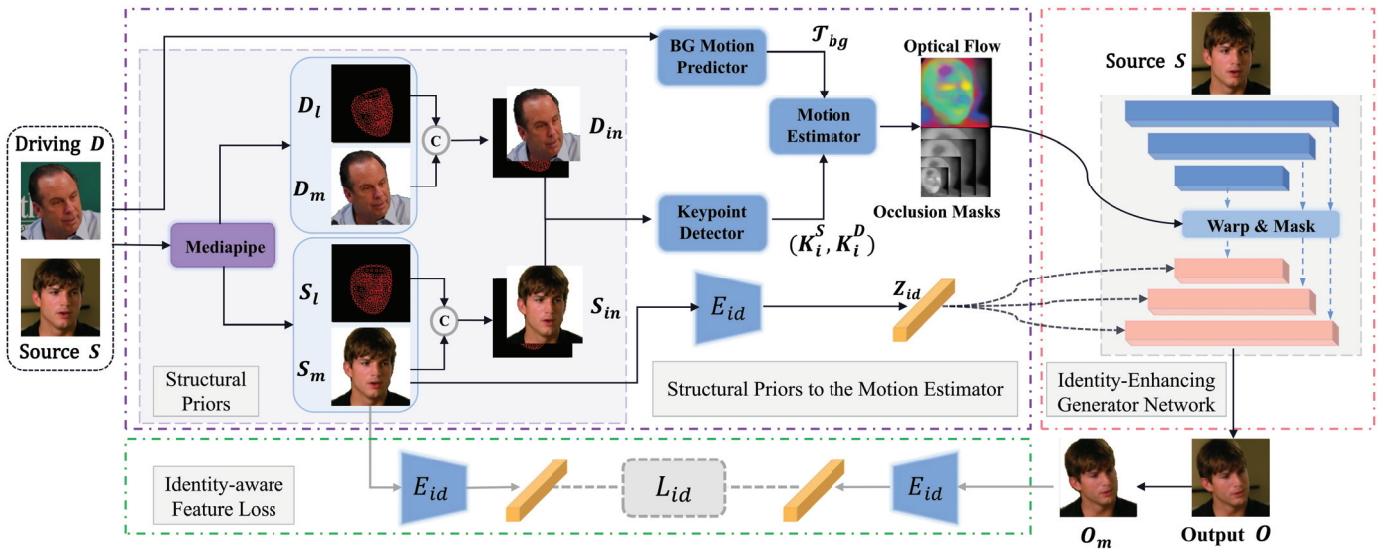 Driving D
Source S
Mediapipe
D_l
D_m
C
D_in
S_l
S_m
C
S_in
Structural
Priors
BG Motion
Predictor
𝒯_bg
Motion
Estimator
Keypoint
Detector
(K_i^S, K_i^D)
Optical Flow
Occlusion Masks
E_id
Z_id
Structural Priors to the Motion Estimator
Source S
Warp & Mask
Identity-Enhancing
Generator Network
Identity-aware
Feature Loss
E_id
L_id
E_id
O_m
Output O